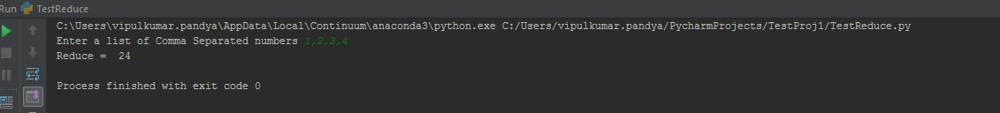 Run TestReduce
C:\Users\vipulkumar.pandya\AppData\Local\Continuum\anaconda3\python.exe C:/Users/vipulkumar.pandya/PycharmProjects/TestProj1/TestReduce.py
Enter a list of Comma Separated numbers 1,2,3,4
Reduce =  24
Process finished with exit code 0